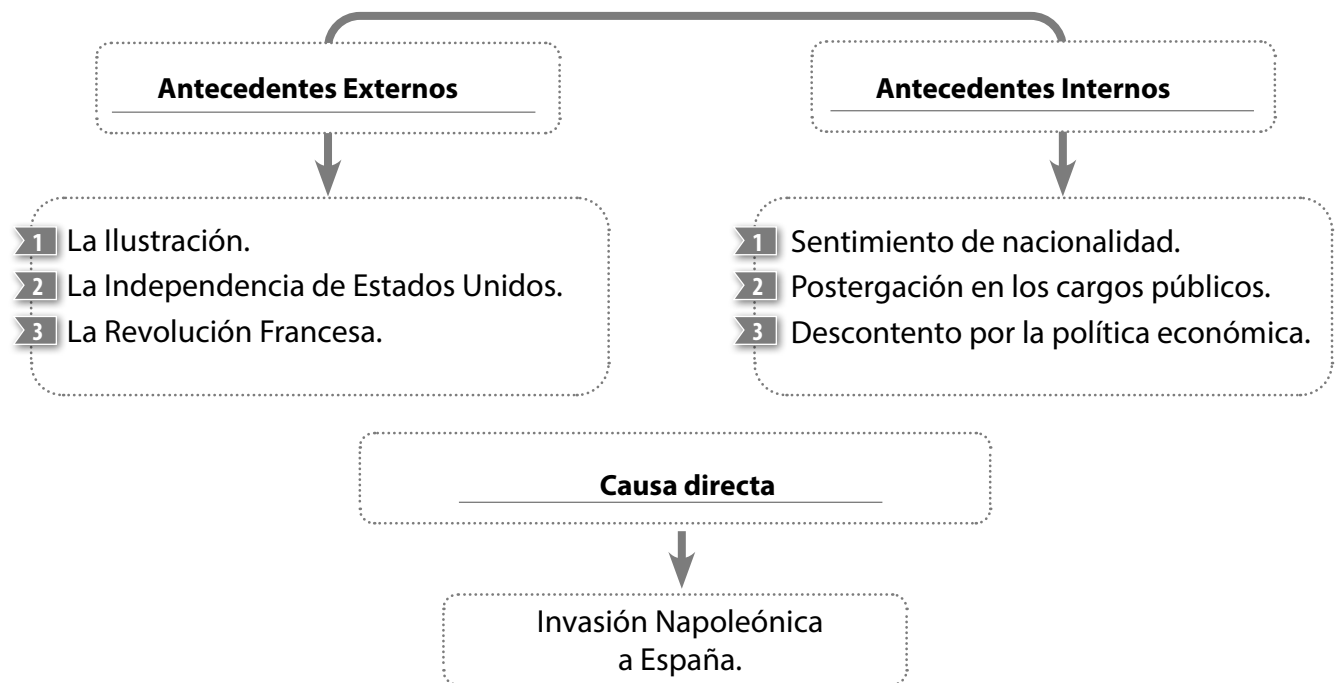 Antecedentes Externos
1 La Ilustración.
2 La Independencia de Estados Unidos.
3 La Revolución Francesa.
Antecedentes Internos
1 Sentimiento de nacionalidad.
2 Postergación en los cargos públicos.
3 Descontento por la política económica.
Causa directa
Invasión Napoleónica
a España.